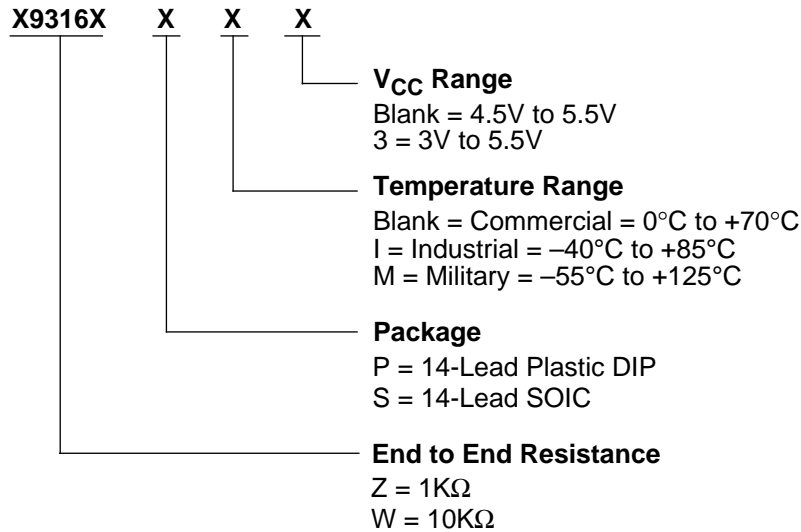 X9316X X X X
VCC Range
Blank = 4.5V to 5.5V
3 = 3V to 5.5V
Temperature Range
Blank = Commercial = 0°C to +70°C
I = Industrial = –40°C to +85°C
M = Military = –55°C to +125°C
Package
P = 14-Lead Plastic DIP
S = 14-Lead SOIC
End to End Resistance
Z = 1KΩ
W = 10KΩ